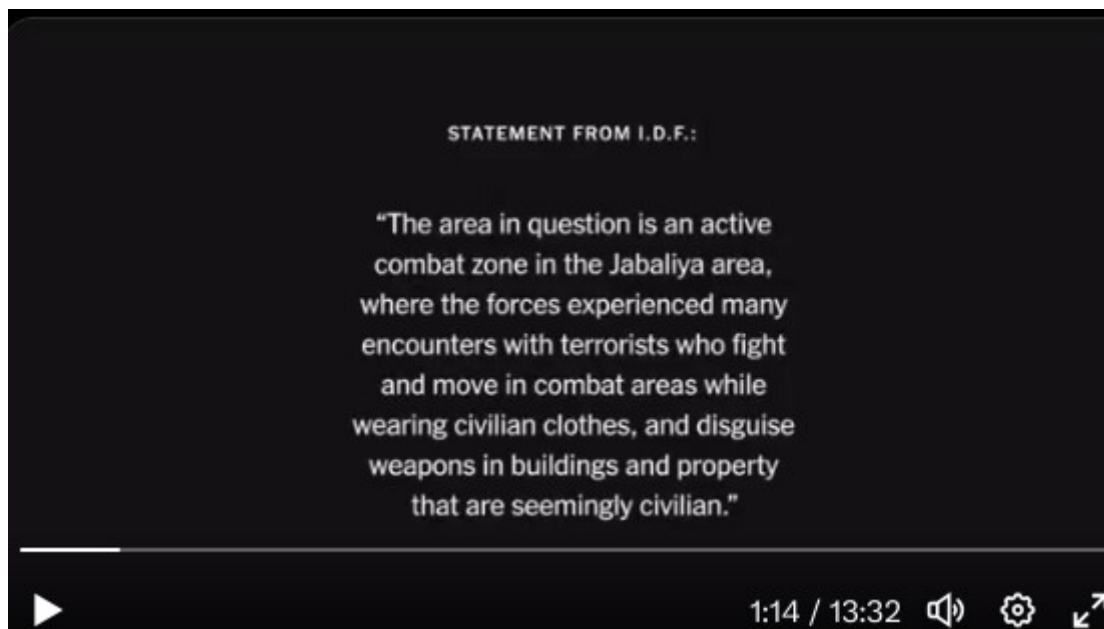 STATEMENT FROM I.D.F.:
“The area in question is an active
combat zone in the Jabaliya area,
where the forces experienced many
encounters with terrorists who fight
and move in combat areas while
wearing civilian clothes, and disguise
weapons in buildings and property
that are seemingly civilian.”
1:14 / 13:32